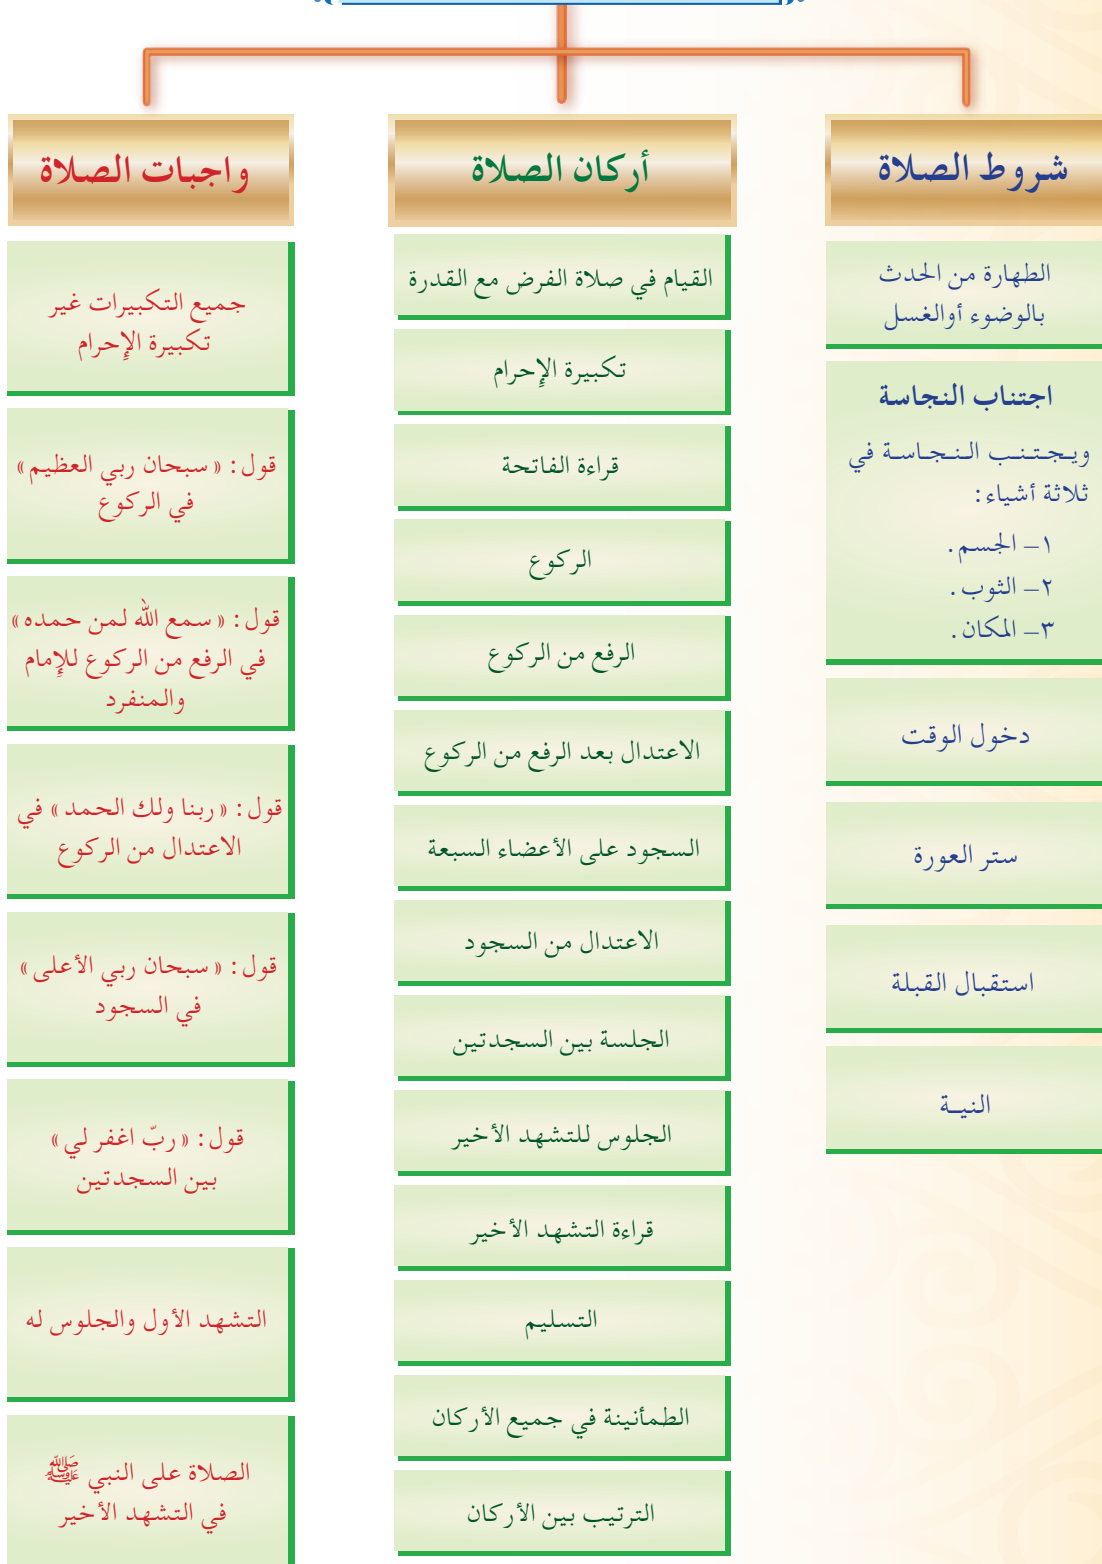 شروط الصلاة
الطهارة من الحدث
بالوضوء أوالغسل
اجتناب النجاسة
ويجتنب النجاسة في
ثلاثة أشياء:
١– الجسم.
٢– الثوب.
٣– المكان.
دخول الوقت
ستر العورة
استقبال القبلة
النية
أركان الصلاة
القيام في صلاة الفرض مع القدرة
تكبيرة الإحرام
قراءة الفاتحة
الركوع
الرفع من الركوع
الاعتدال بعد الرفع من الركوع
السجود على الأعضاء السبعة
الاعتدال من السجود
الجلسة بين السجدتين
الجلوس للتشهد الأخير
قراءة التشهد الأخير
التسليم
الطمأنينة في جميع الأركان
الترتيب بين الأركان
واجبات الصلاة
جميع التكبيرات غير
تكبيرة الإحرام
قول: «سبحان ربي العظيم»
في الركوع
قول: «سمع الله لمن حمده»
في الرفع من الركوع للإمام
والمنفرد
قول: «ربنا ولك الحمد» في
الاعتدال من الركوع
قول: «سبحان ربي الأعلى»
في السجود
قول: «ربّ اغفر لي»
بين السجدتين
التشهد الأول والجلوس له
الصلاة على النبي ﷺ
في التشهد الأخير